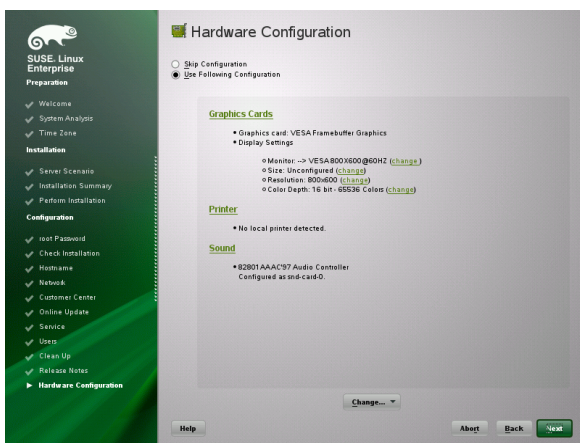 SUSE. Linux
Enterprise
Preparation
Welcome
System Analysis
Time Zone
Installation
Server Scenario
Installation Summary
Perform Installation
Configuration
root Password
Check Installation
Hostname
Network
Customer Center
Online Update
Service
Users
Clean Up
Release Notes
Hardware Configuration
Hardware Configuration
Skip Configuration
Use Following Configuration
Graphics Cards
• Graphics card: VESA Framebuffer Graphics
• Display Settings
Monitor: --> VESA 800X600@60HZ (change )
Size: Unconfigured (change)
Resolution: 800x600 (change)
Color Depth: 16 bit - 65536 Colors (change)
Printer
• No local printer detected.
Sound
• 82801AAAC'97 Audio Controller
Configured as snd-card-0.
Change...
Help
Abort
Back
Next